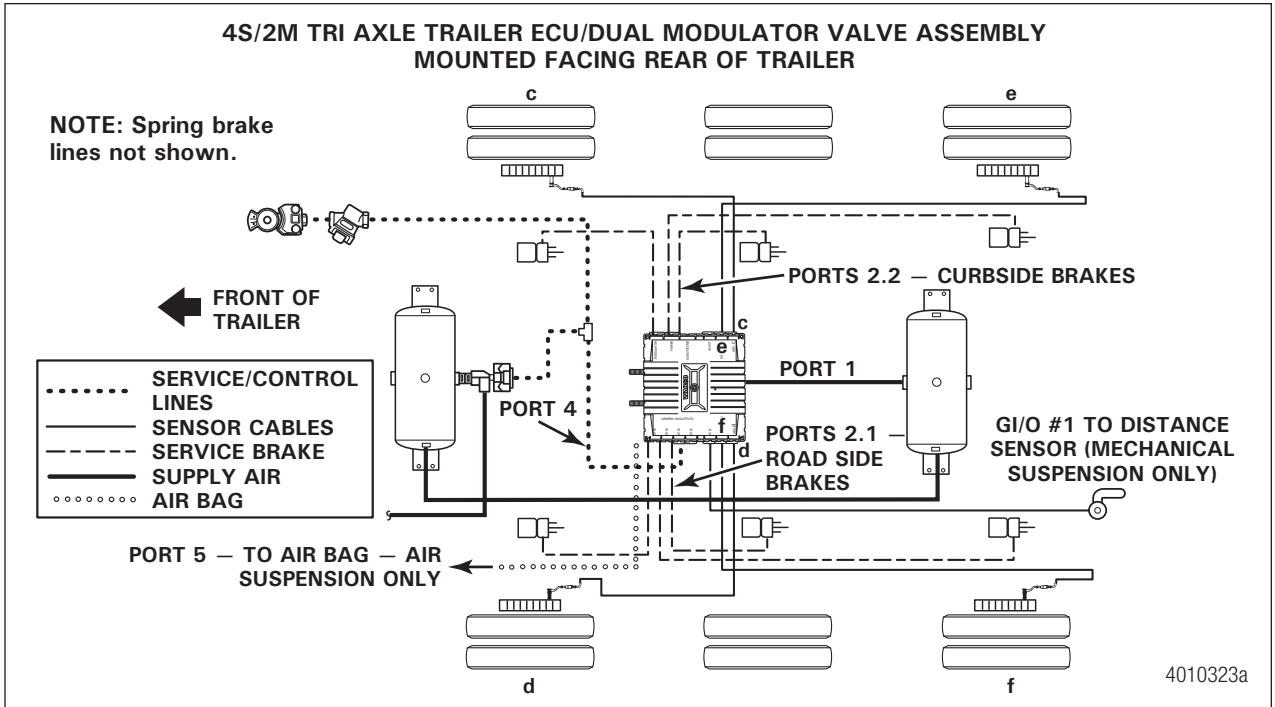 4S/2M TRI AXLE TRAILER ECU/DUAL MODULATOR VALVE ASSEMBLY
MOUNTED FACING REAR OF TRAILER
NOTE: Spring brake
lines not shown.
c
e
PORTS 2.2 — CURBSIDE BRAKES
FRONT OF
TRAILER
c
e
PORT 1
SERVICE/CONTROL
LINES
SENSOR CABLES
SERVICE BRAKE
SUPPLY AIR
AIR BAG
PORT 4
f
d
PORTS 2.1 —
ROAD SIDE
BRAKES
GI/O #1 TO DISTANCE
SENSOR (MECHANICAL
SUSPENSION ONLY)
PORT 5 — TO AIR BAG — AIR
SUSPENSION ONLY
d
f
4010323a